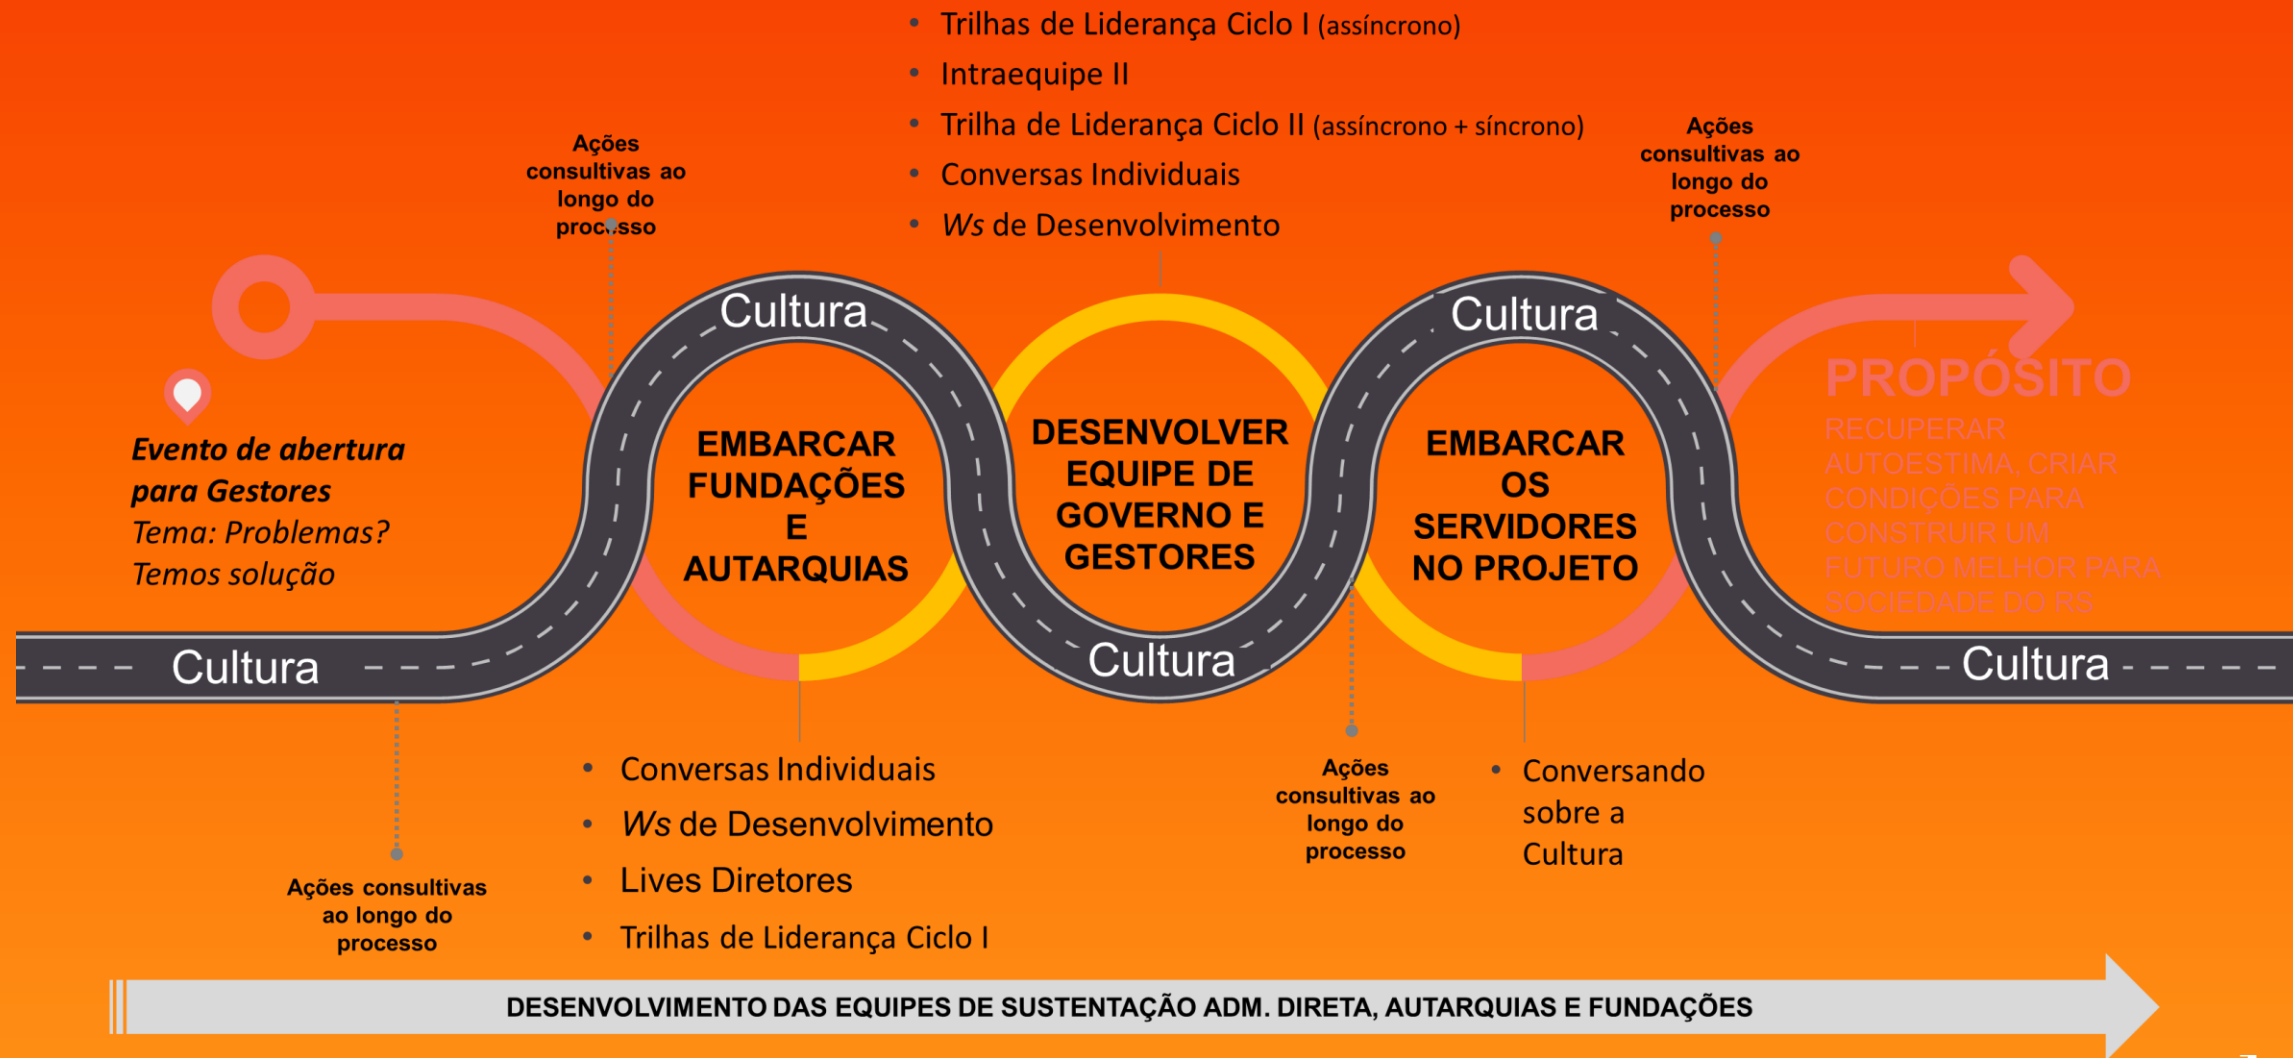 • Trilhas de Liderança Ciclo I (assíncrono)
• Intraequipe II
• Trilha de Liderança Ciclo II (assíncrono + síncrono)
• Conversas Individuais
• Ws de Desenvolvimento
Ações
consultivas ao
longo do
processo
Ações
consultivas ao
longo do
processo
Cultura
Cultura
Evento de abertura
para Gestores
Tema: Problemas?
Temos solução
EMBARCAR
FUNDAÇÕES
E
AUTARQUIAS
DESENVOLVER
EQUIPE DE
GOVERNO E
GESTORES
EMBARCAR
OS
SERVIDORES
NO PROJETO
PROPÓSITO
RECUPERAR
AUTOESTIMA, CRIAR
CONDIÇÕES PARA
CONSTRUIR UM
FUTURO MELHOR PARA
SOCIEDADE DO RS
Cultura
Cultura
Cultura
Ações consultivas
ao longo do
processo
• Conversas Individuais
• Ws de Desenvolvimento
• Lives Diretores
• Trilhas de Liderança Ciclo I
Ações
consultivas ao
longo do
processo
• Conversando
sobre a
Cultura
DESENVOLVIMENTO DAS EQUIPES DE SUSTENTAÇÃO ADM. DIRETA, AUTARQUIAS E FUNDAÇÕES